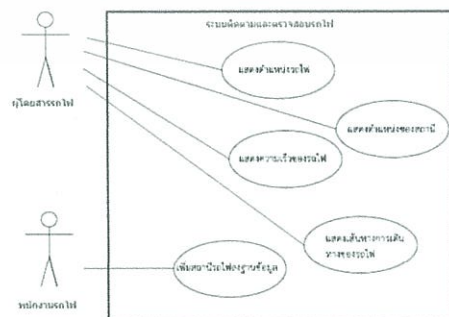 ระบบติดตามและตรวจสอบรถไฟ
แสดงตำแหน่งรถไฟ
ผู้โดยสารรถไฟ
แสดงตำแหน่งของสถานี
แสดงความเร็วของรถไฟ
แสดงเส้นทางการเดิน
ทางของรถไฟ
เพิ่มสถานีรถไฟลงฐานข้อมูล
พนักงานรถไฟ